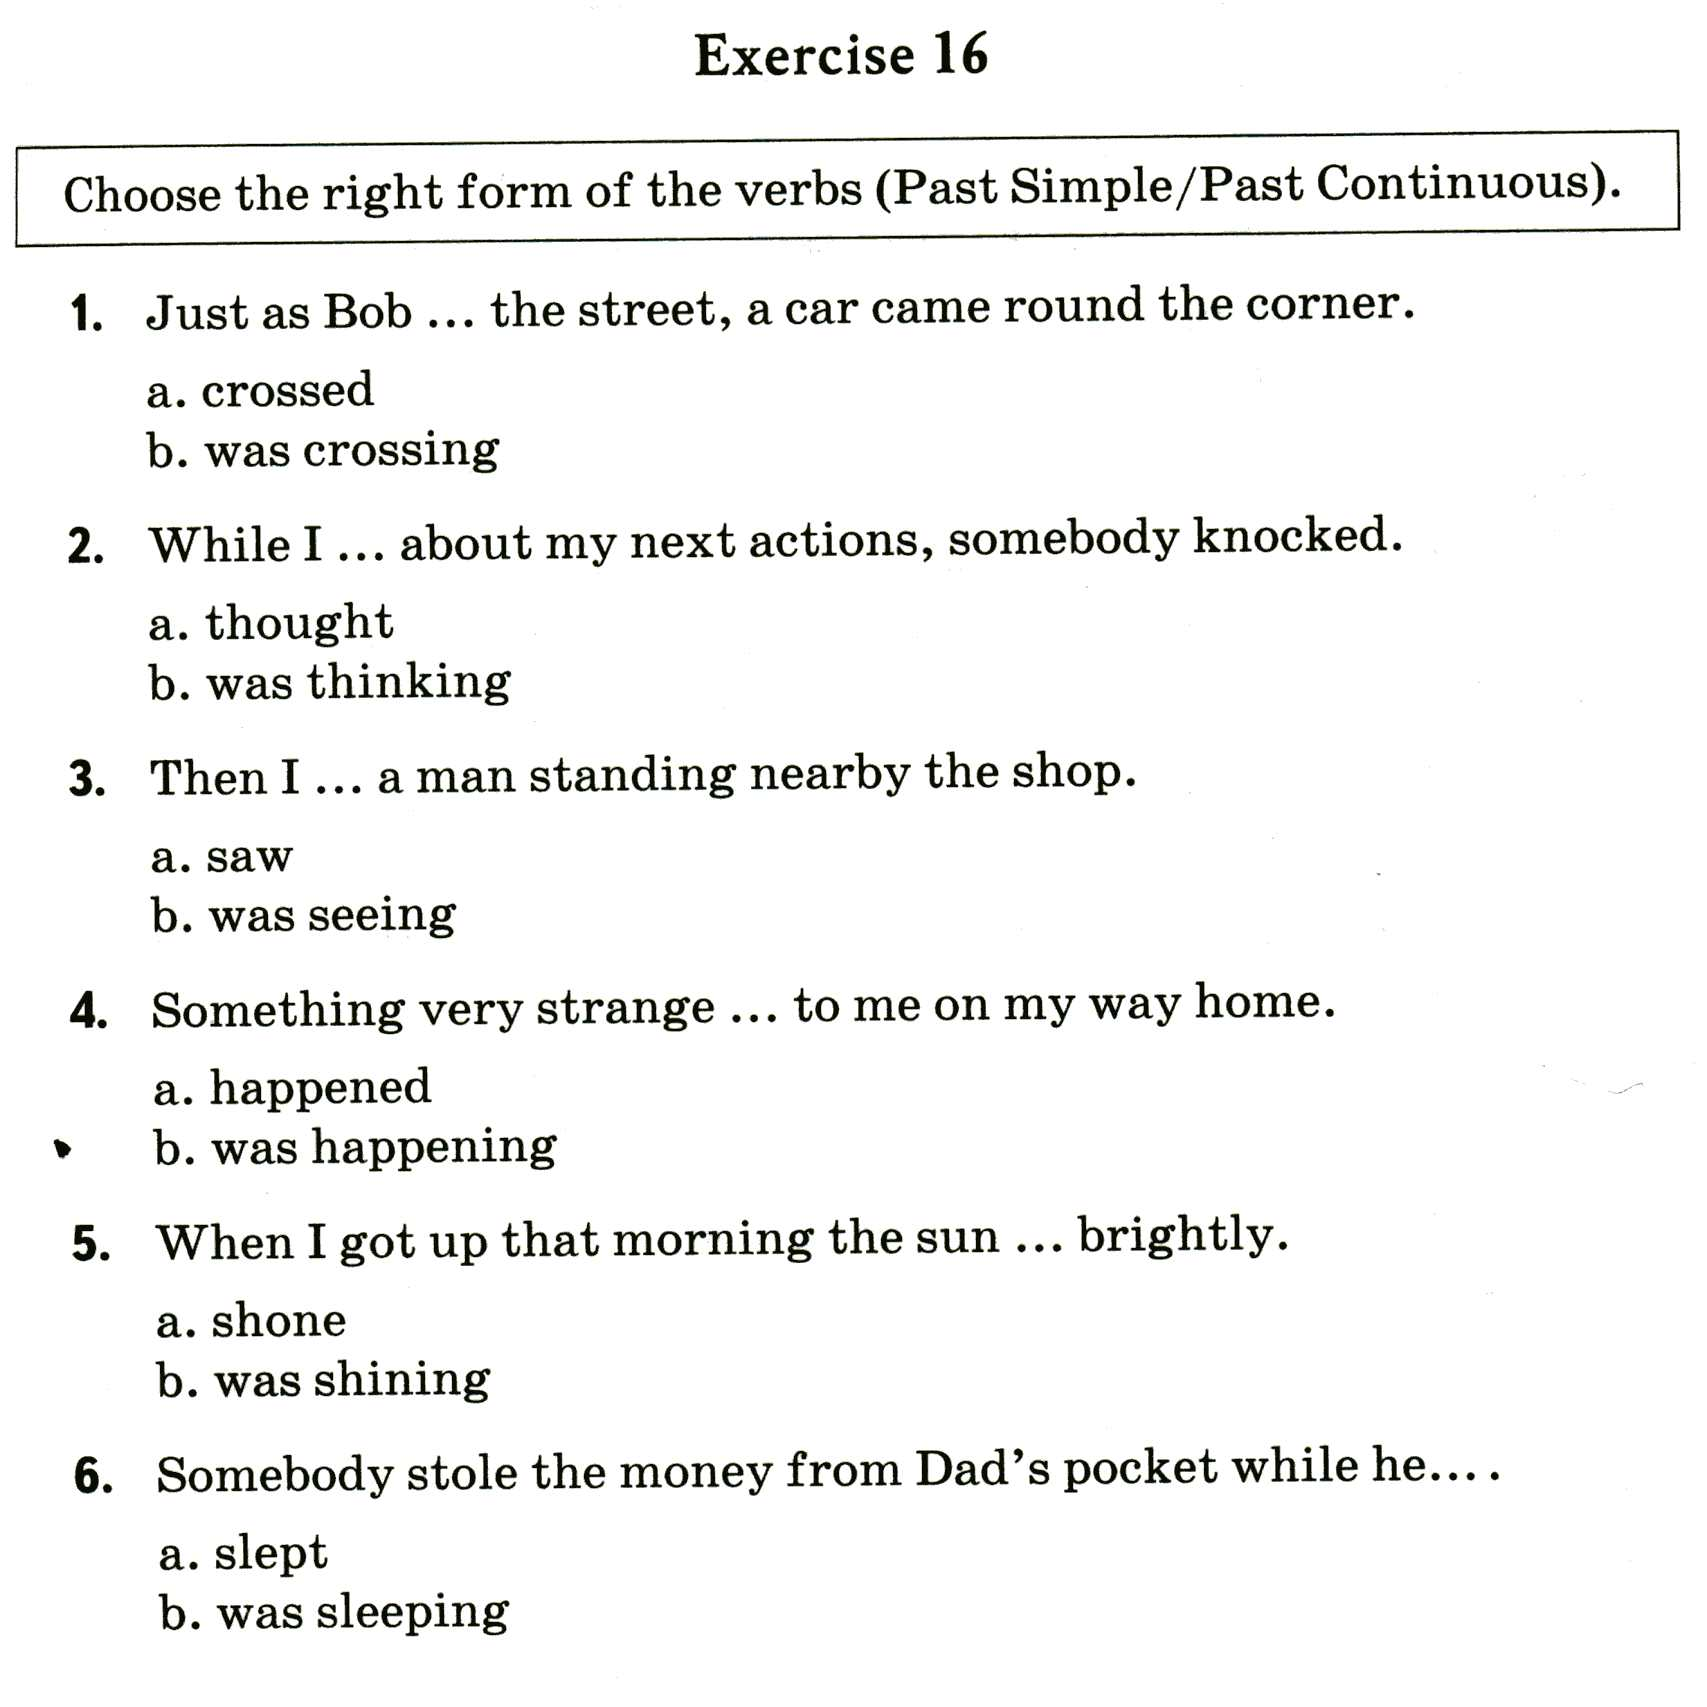 Exercise 16
Choose the right form of the verbs (Past Simple/Past Continuous).
1. Just as Bob ... the street, a car came round the corner.
a. crossed
b. was crossing
2. While I ... about my next actions, somebody knocked.
a. thought
b. was thinking
3. Then I ... a man standing nearby the shop.
a. saw
b. was seeing
4. Something very strange ... to me on my way home.
a. happened
b. was happening
5. When I got up that morning the sun ... brightly.
a. shone
b. was shining
6. Somebody stole the money from Dad's pocket while he... .
a. slept
b. was sleeping